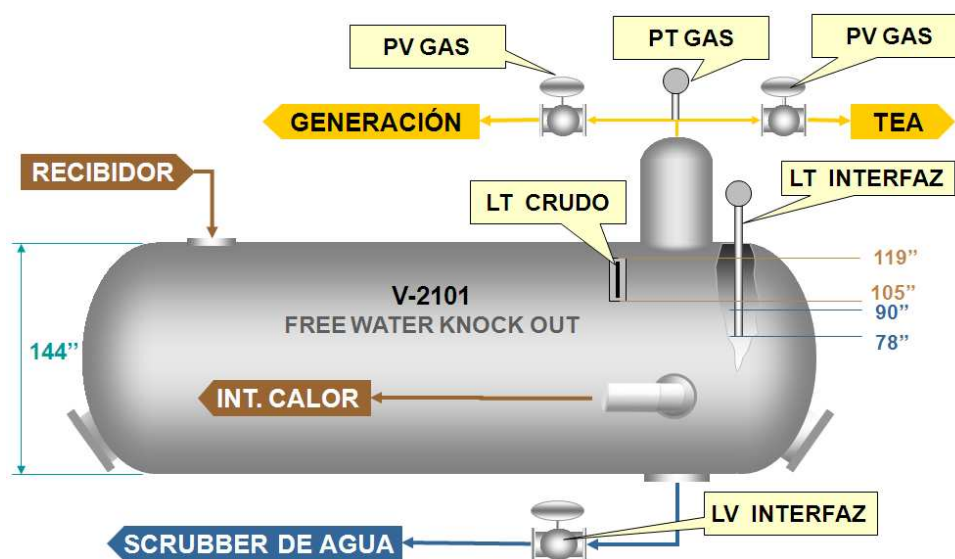 PV GAS
PT GAS
PV GAS
GENERACIÓN
TEA
RECIBIDOR
LT CRUDO
LT INTERFAZ
119”
V-2101
105”
FREE WATER KNOCK OUT
90”
144”
78”
INT. CALOR
LV INTERFAZ
SCRUBBER DE AGUA